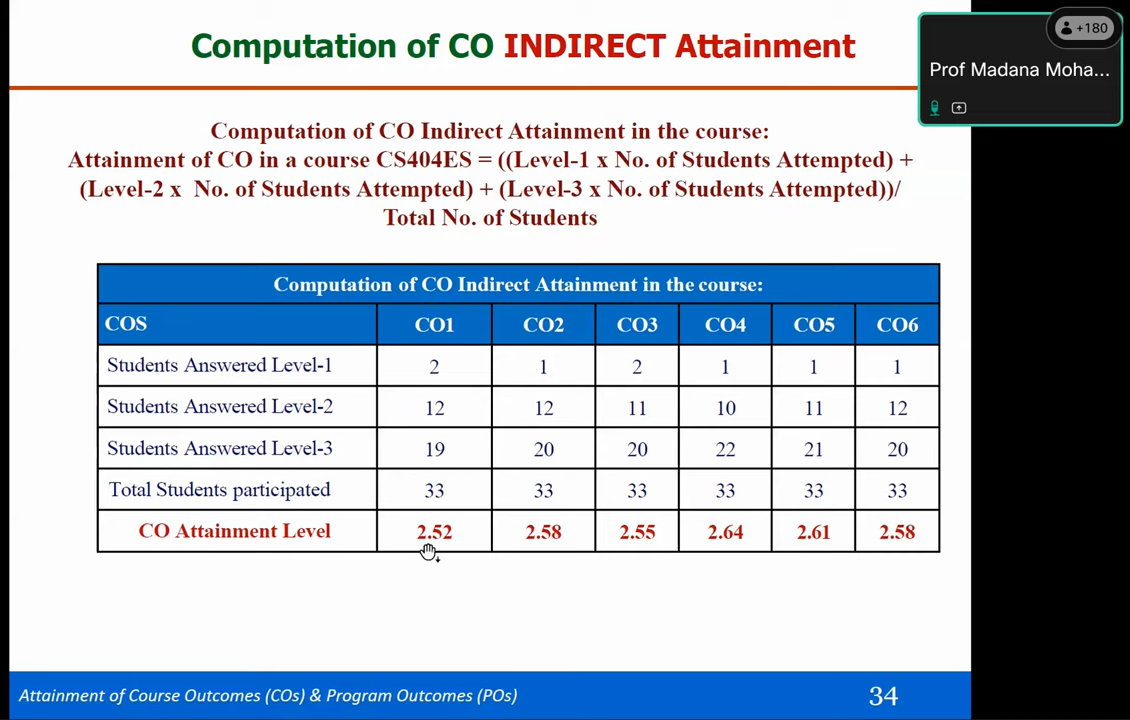 Computation of CO INDIRECT Attainment
+180
Prof Madana Moha...
Computation of CO Indirect Attainment in the course:
Attainment of CO in a course CS404ES = ((Level-1 x No. of Students Attempted) +
(Level-2 x No. of Students Attempted) + (Level-3 x No. of Students Attempted))/
Total No. of Students
Computation of CO Indirect Attainment in the course:
COS CO1 CO2 CO3 CO4 CO5 CO6
Students Answered Level-1 2 1 2 1 1 1
Students Answered Level-2 12 12 11 10 11 12
Students Answered Level-3 19 20 20 22 21 20
Total Students participated 33 33 33 33 33 33
CO Attainment Level 2.52 2.58 2.55 2.64 2.61 2.58
Attainment of Course Outcomes (COs) & Program Outcomes (POs) 34